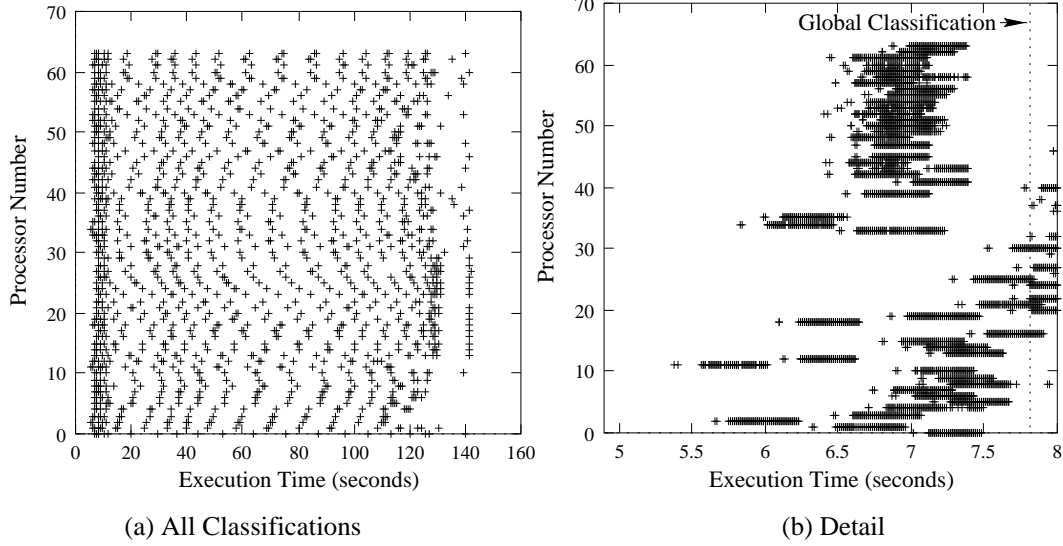 70
60
50
40
30
20
10
0
Processor Number
0 20 40 60 80 100 120 140 160
Execution Time (seconds)
(a) All Classifications
70
60
50
40
30
20
10
0
Processor Number
Global Classification
5 5.5 6 6.5 7 7.5 8
Execution Time (seconds)
(b) Detail